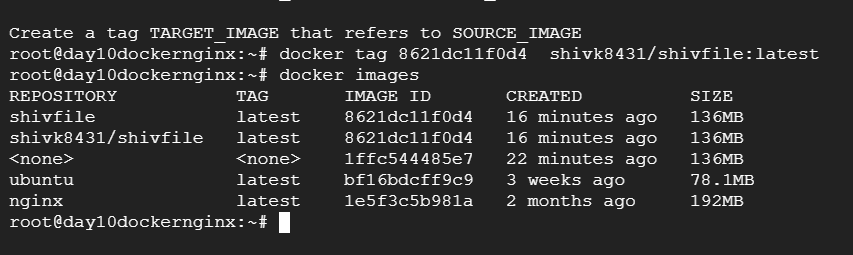 Create a tag TARGET_IMAGE that refers to SOURCE_IMAGE
root@day10dockernginx:~# docker tag 8621dc11f0d4  shivk8431/shivfile:latest
root@day10dockernginx:~# docker images
REPOSITORY           TAG       IMAGE ID       CREATED          SIZE
shivfile             latest    8621dc11f0d4   16 minutes ago   136MB
shivk8431/shivfile   latest    8621dc11f0d4   16 minutes ago   136MB
<none>               <none>    1ffc544485e7   22 minutes ago   136MB
ubuntu               latest    bf16bdcff9c9   3 weeks ago      78.1MB
nginx                latest    1e5f3c5b981a   2 months ago     192MB
root@day10dockernginx:~#